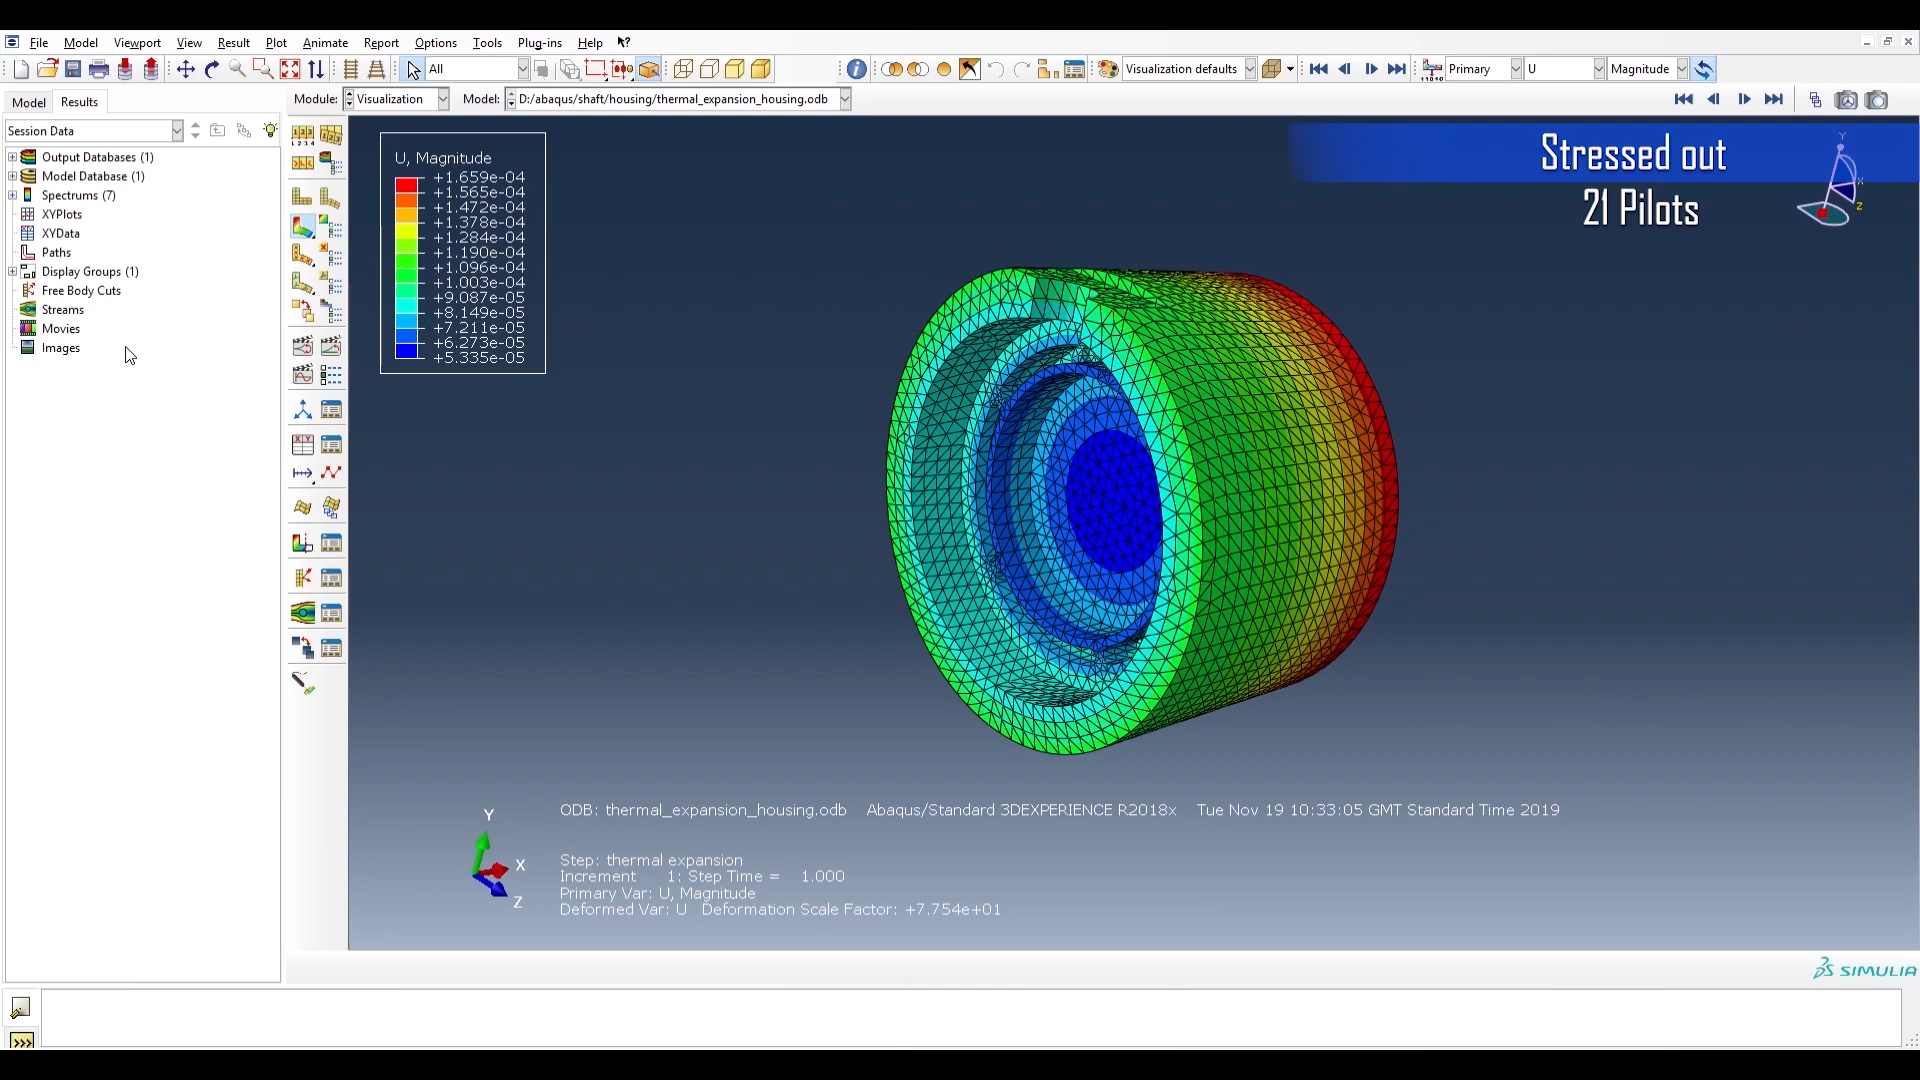 File Model Viewport View Result Plot Animate Report Options Tools Plug-ins Help
All Visualization defaults Primary U Magnitude
Model Results Module: Visualization Model: D:/abaqus/shaft/housing/thermal_expansion_housing.odb
Session Data
Output Databases (1)
Model Database (1)
Spectrums (7)
XYPlots
XYData
Paths
Display Groups (1)
Free Body Cuts
Streams
Movies
Images
Stressed out
21 Pilots
U, Magnitude
+1.659e-04
+1.565e-04
+1.472e-04
+1.378e-04
+1.284e-04
+1.190e-04
+1.096e-04
+1.003e-04
+9.087e-05
+8.149e-05
+7.211e-05
+6.273e-05
+5.335e-05
Y
X
Z
ODB: thermal_expansion_housing.odb Abaqus/Standard 3DEXPERIENCE R2018x Tue Nov 19 10:33:05 GMT Standard Time 2019
Step: thermal expansion
Increment 1: Step Time = 1.000
Primary Var: U, Magnitude
Deformed Var: U Deformation Scale Factor: +7.754e+01
SIMULIA